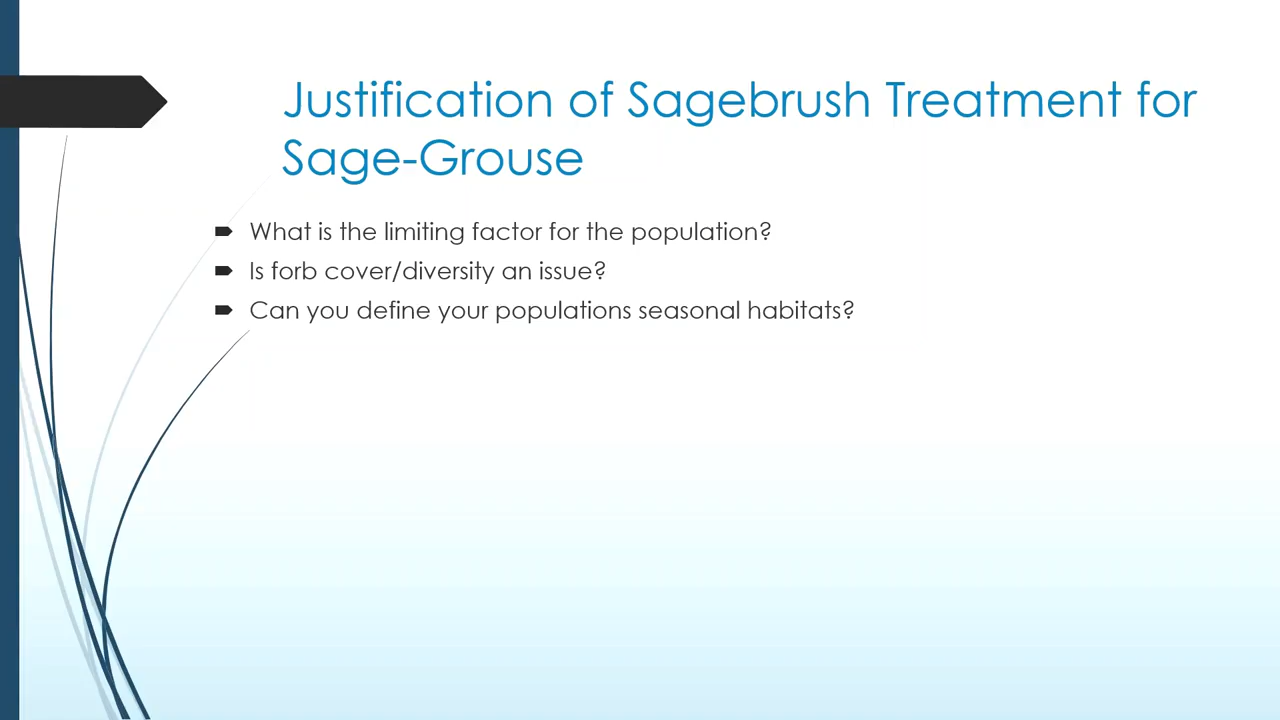 Justification of Sagebrush Treatment for
Sage-Grouse
What is the limiting factor for the population?
Is forb cover/diversity an issue?
Can you define your populations seasonal habitats?